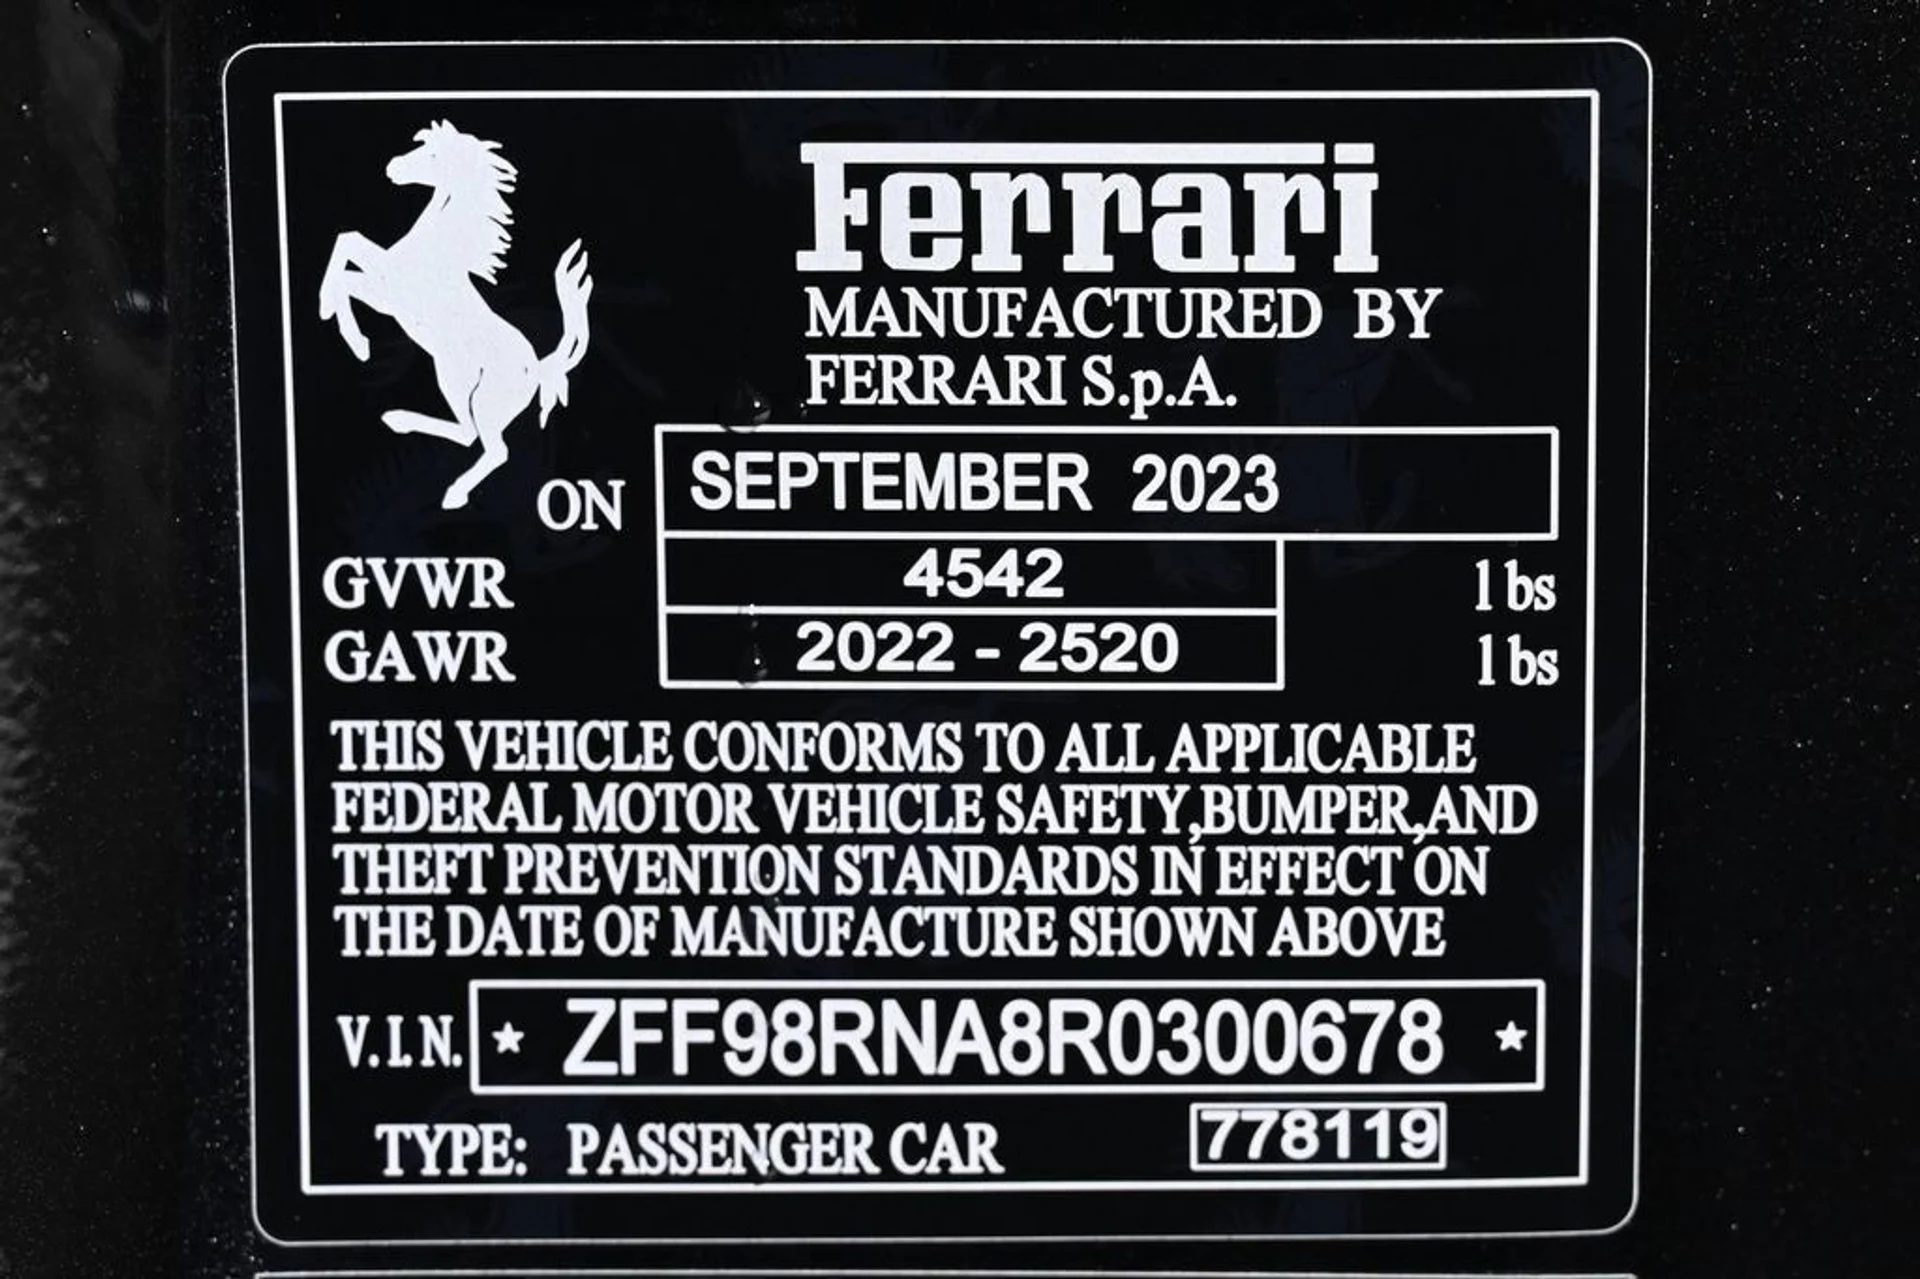 Ferrari
MANUFACTURED BY
FERRARI S.p.A.
ON SEPTEMBER 2023
GVWR 4542 lbs
GAWR 2022 - 2520 lbs
THIS VEHICLE CONFORMS TO ALL APPLICABLE
FEDERAL MOTOR VEHICLE SAFETY,BUMPER,AND
THEFT PREVENTION STANDARDS IN EFFECT ON
THE DATE OF MANUFACTURE SHOWN ABOVE
V.I.N. ★ ZFF98RNA8R0300678 ★
TYPE: PASSENGER CAR 778119